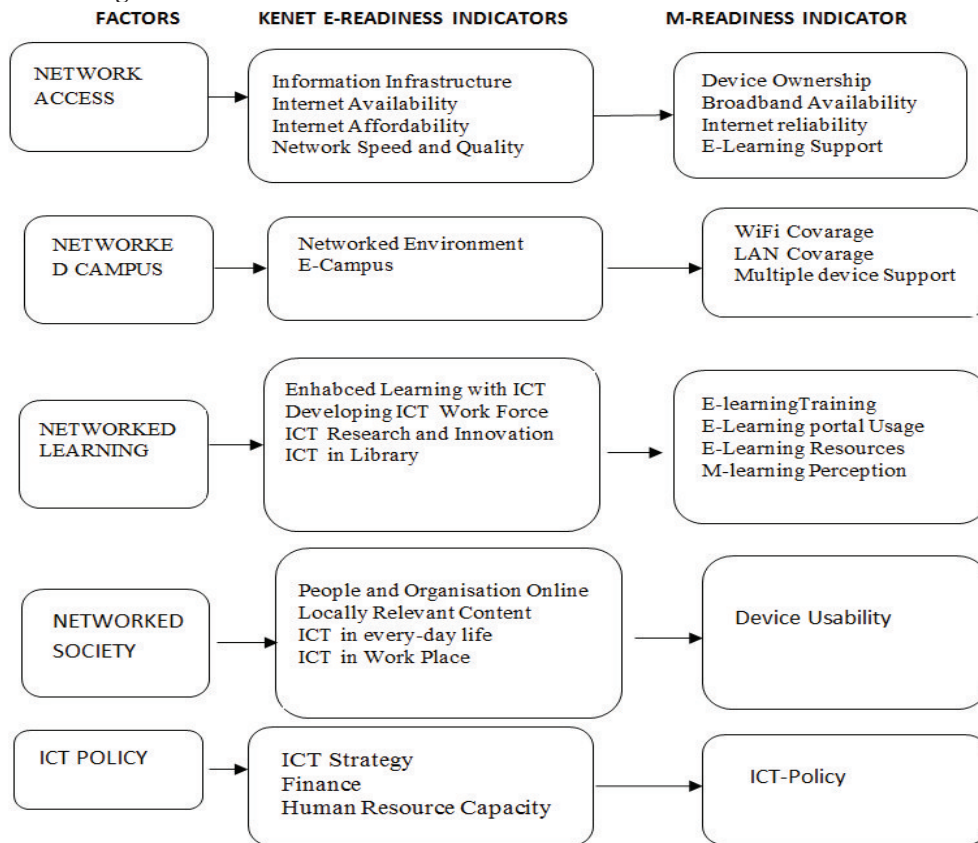 FACTORS KENET E-READINESS INDICATORS M-READINESS INDICATOR
NETWORK
ACCESS
Information Infrastructure
Internet Availability
Internet Affordability
Network Speed and Quality
Device Ownership
Broadband Availability
Internet reliability
E-Learning Support
NETWORKE
D CAMPUS
Networked Environment
E-Campus
WiFi Covarage
LAN Covarage
Multiple device Support
NETWORKED
LEARNING
Enhabced Learning with ICT
Developing ICT Work Force
ICT Research and Innovation
ICT in Library
E-learningTraining
E-Learning portal Usage
E-Learning Resources
M-learning Perception
NETWORKED
SOCIETY
People and Organisation Online
Locally Relevant Content
ICT in every-day life
ICT in Work Place
Device Usability
ICT POLICY
ICT Strategy
Finance
Human Resource Capacity
ICT-Policy